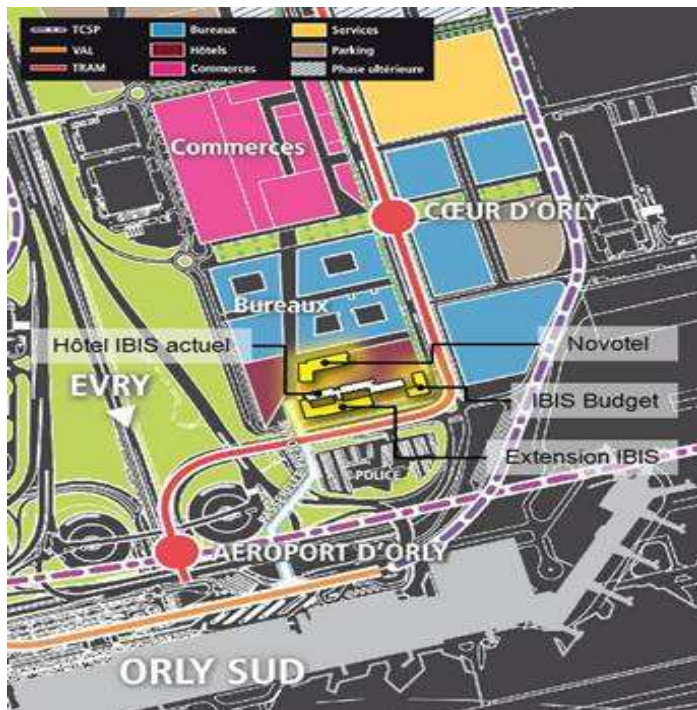 TCSP
Bureaux
Services
VAL
Hôtels
Parking
TRAM
Commerces
Phase ultérieure
Commerces
CŒUR D'ORLY
Bureaux
Hôtel IBIS actuel
Novotel
EVRY
IBIS Budget
Extension IBIS
POLICE
AÉROPORT D'ORLY
ORLY SUD